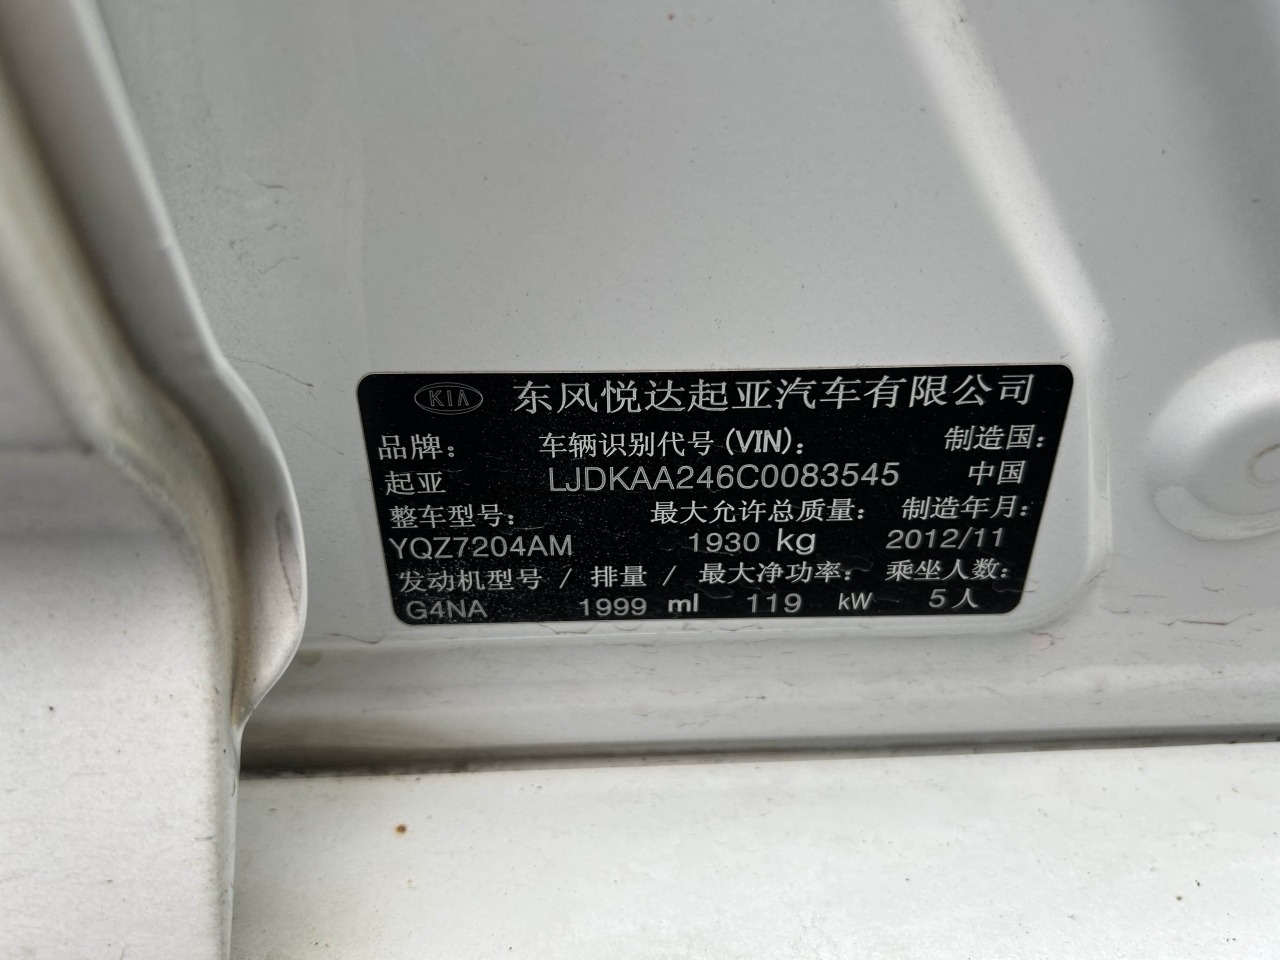 KIA 东风悦达起亚汽车有限公司
品牌： 车辆识别代号(VIN)： 制造国：
起亚 LJDKAA246C0083545 中国
整车型号： 最大允许总质量： 制造年月：
YQZ7204AM 1930 kg 2012/11
发动机型号 / 排量 / 最大净功率： 乘坐人数：
G4NA 1999 ml 119 kW 5人